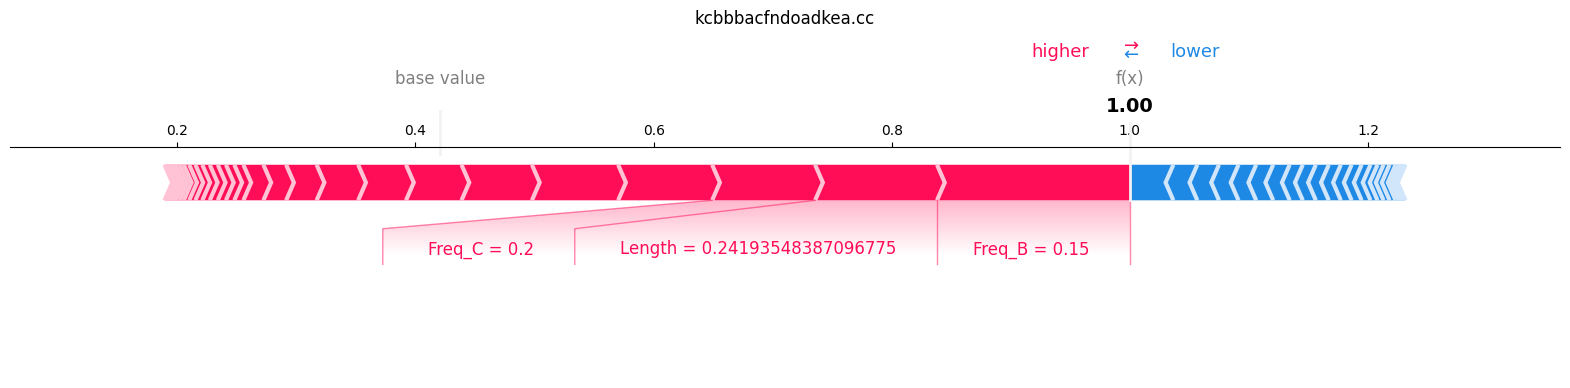 kcbbbacfndoadkea.cc
higher ⇄ lower
base value f(x)
1.00
0.2 0.4 0.6 0.8 1.0 1.2
Freq_C = 0.2 Length = 0.24193548387096775 Freq_B = 0.15